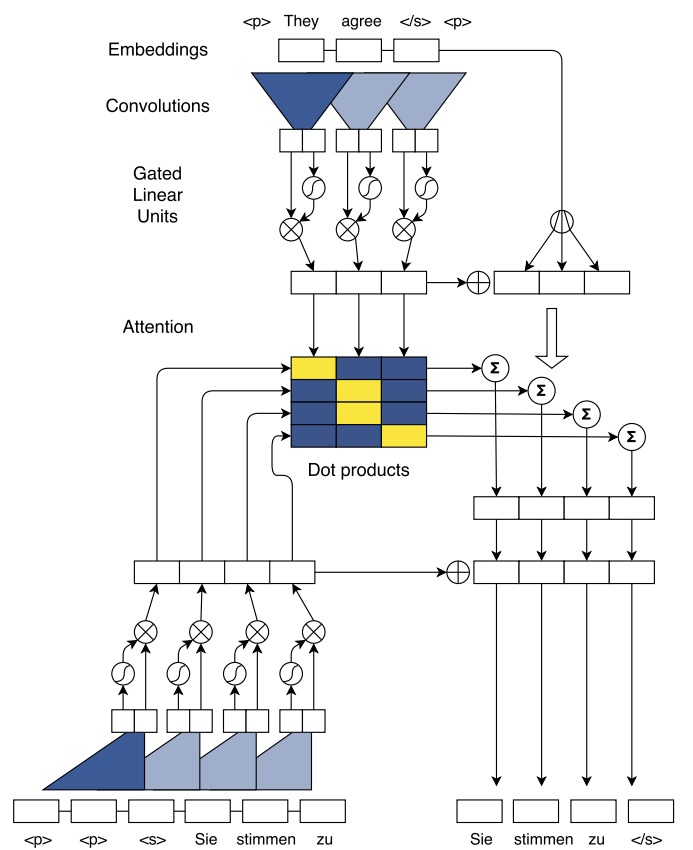 <p> They agree </s> <p>
Embeddings
Convolutions
Gated
Linear
Units
Attention
Σ
Σ
Σ
Σ
Dot products
<p> <p> <s> Sie stimmen zu
Sie stimmen zu </s>